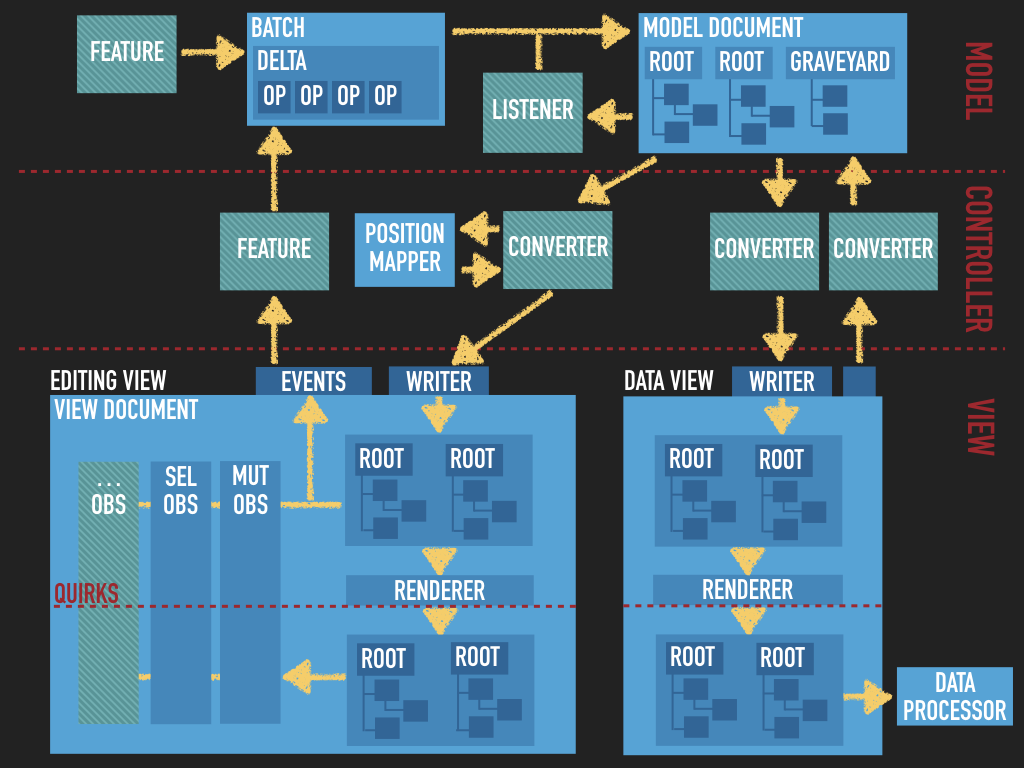 FEATURE
BATCH
DELTA
OP OP OP OP
LISTENER
MODEL DOCUMENT
ROOT ROOT GRAVEYARD
MODEL
FEATURE
POSITION
MAPPER
CONVERTER
CONVERTER
CONVERTER
CONTROLLER
EDITING VIEW
EVENTS
WRITER
VIEW DOCUMENT
... OBS
SEL
OBS
MUT
OBS
ROOT ROOT
QUIRKS
RENDERER
ROOT ROOT
DATA VIEW
WRITER
VIEW
ROOT ROOT
RENDERER
ROOT ROOT
DATA
PROCESSOR